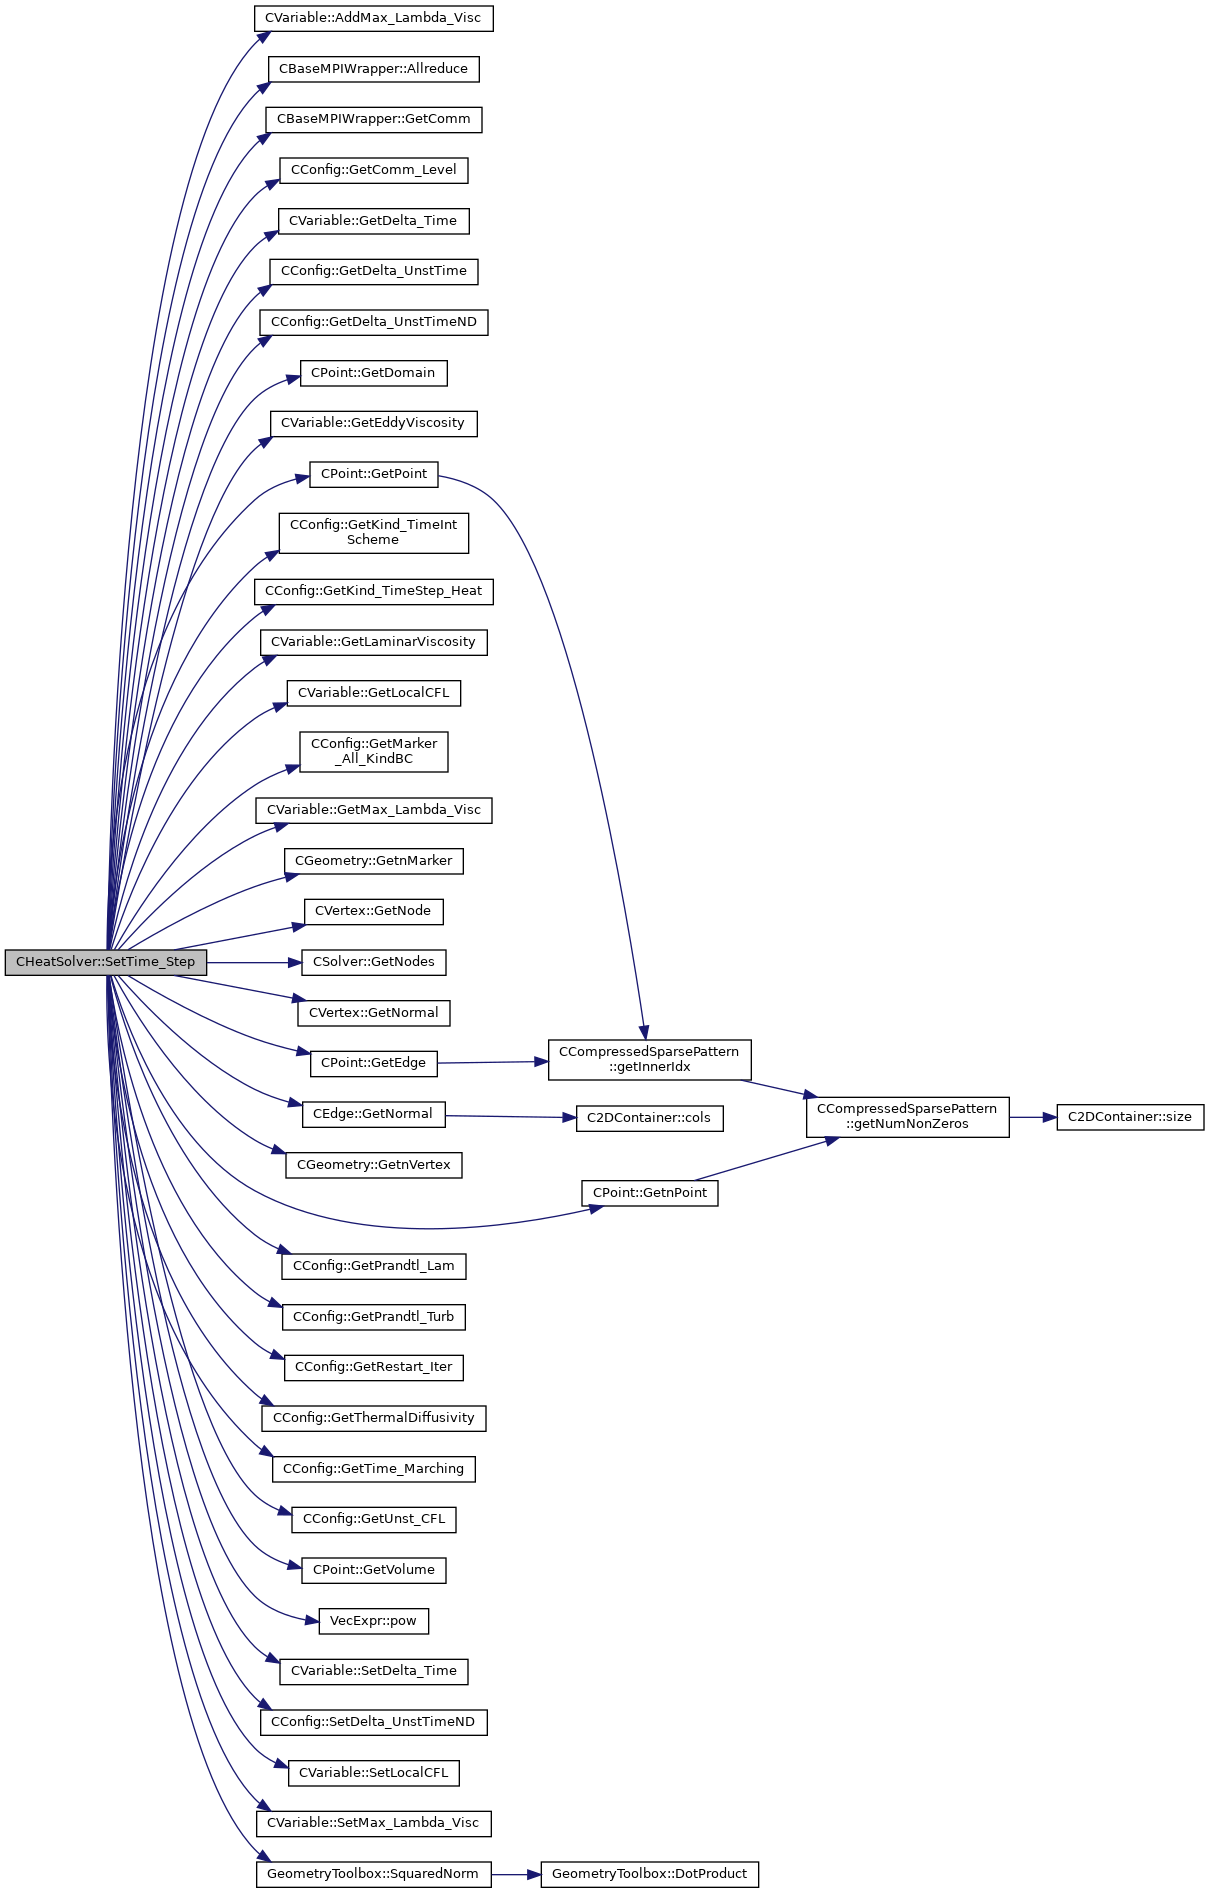 CVariable::AddMax_Lambda_Visc
CBaseMPIWrapper::Allreduce
CBaseMPIWrapper::GetComm
CConfig::GetComm_Level
CVariable::GetDelta_Time
CConfig::GetDelta_UnstTime
CConfig::GetDelta_UnstTimeND
CPoint::GetDomain
CVariable::GetEddyViscosity
CPoint::GetPoint
CConfig::GetKind_TimeInt
Scheme
CConfig::GetKind_TimeStep_Heat
CVariable::GetLaminarViscosity
CVariable::GetLocalCFL
CConfig::GetMarker
_All_KindBC
CVariable::GetMax_Lambda_Visc
CGeometry::GetnMarker
CVertex::GetNode
CHeatSolver::SetTime_Step
CSolver::GetNodes
CVertex::GetNormal
CPoint::GetEdge
CCompressedSparsePattern
::getInnerIdx
CEdge::GetNormal
C2DContainer::cols
CCompressedSparsePattern
::getNumNonZeros
C2DContainer::size
CGeometry::GetnVertex
CPoint::GetnPoint
CConfig::GetPrandtl_Lam
CConfig::GetPrandtl_Turb
CConfig::GetRestart_Iter
CConfig::GetThermalDiffusivity
CConfig::GetTime_Marching
CConfig::GetUnst_CFL
CPoint::GetVolume
VecExpr::pow
CVariable::SetDelta_Time
CConfig::SetDelta_UnstTimeND
CVariable::SetLocalCFL
CVariable::SetMax_Lambda_Visc
GeometryToolbox::SquaredNorm
GeometryToolbox::DotProduct